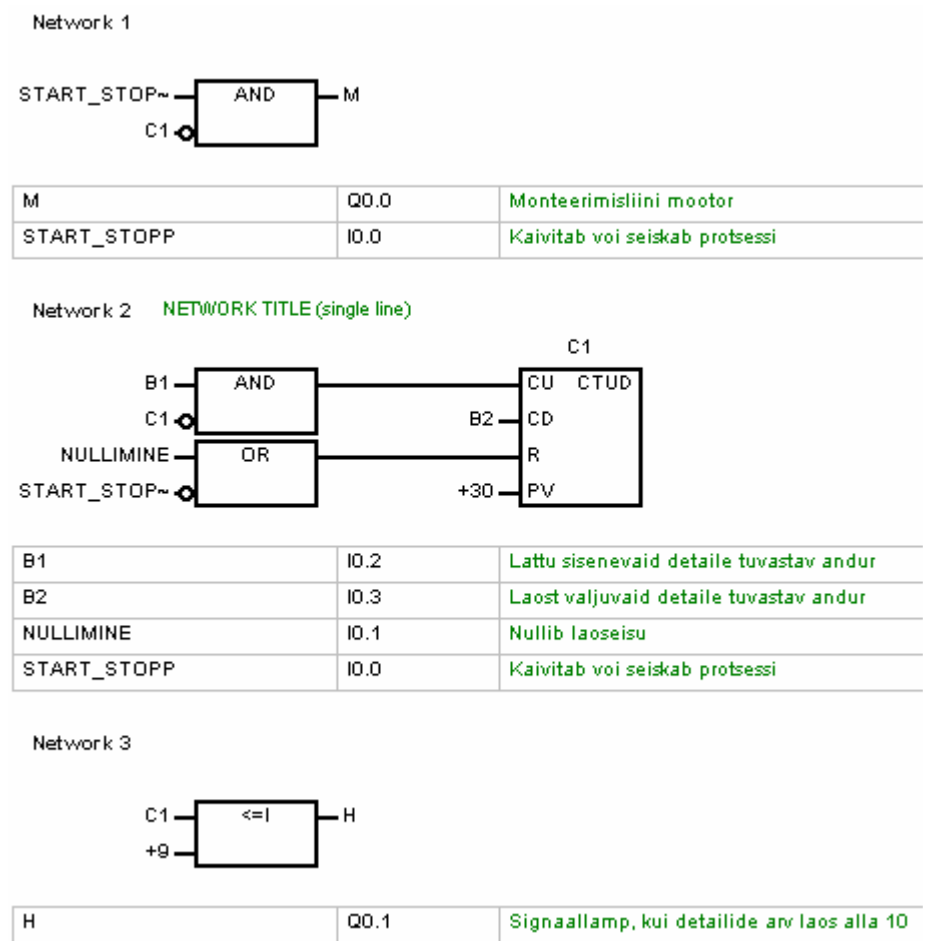 Network 1
START_STOP~ AND M
C1
M Q0.0 Monteerimisliini mootor
START_STOPP I0.0 Kaivitab voi seiskab protsessi
Network 2 NETWORK TITLE (single line)
C1
B1 AND CU CTUD
C1 B2 CD
NULLIMINE OR R
START_STOP~ +30 PV
B1 I0.2 Lattu sisenevaid detaile tuvastav andur
B2 I0.3 Laost valjuvaid detaile tuvastav andur
NULLIMINE I0.1 Nullib laoseisu
START_STOPP I0.0 Kaivitab voi seiskab protsessi
Network 3
C1 <=I H
+9
H Q0.1 Signaallamp, kui detailide arv laos alla 10